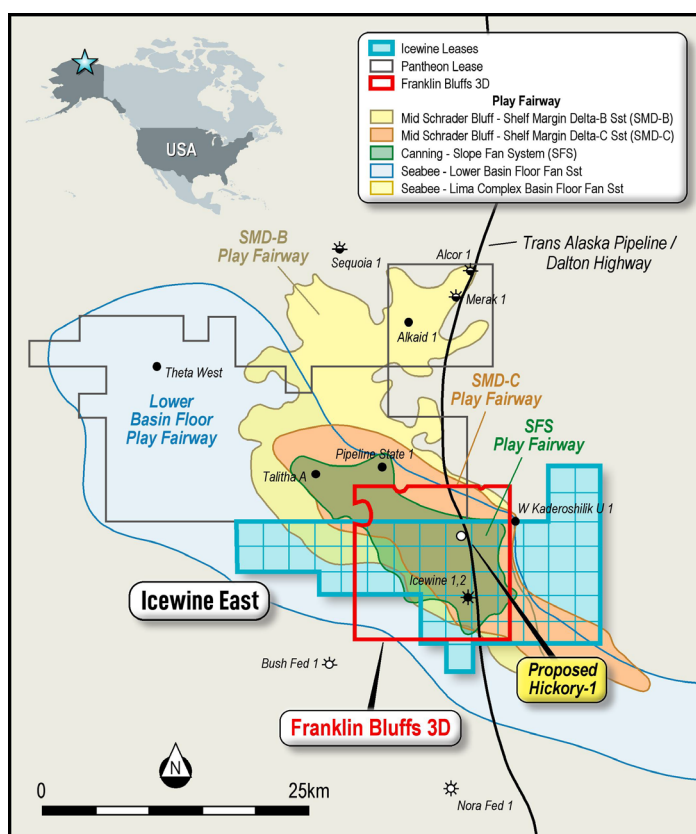 USA
Icewine Leases
Pantheon Lease
Franklin Bluffs 3D
Play Fairway
Mid Schrader Bluff - Shelf Margin Delta-B Sst (SMD-B)
Mid Schrader Bluff - Shelf Margin Delta-C Sst (SMD-C)
Canning - Slope Fan System (SFS)
Seabee - Lower Basin Floor Fan Sst
Seabee - Lima Complex Basin Floor Fan Sst
SMD-B
Play Fairway
Sequoia 1
Alcor 1
Trans Alaska Pipeline /
Dalton Highway
Merak 1
Alkaid 1
Theta West
Lower
Basin Floor
Play Fairway
SMD-C
Play Fairway
SFS
Play Fairway
Pipeline State 1
Talitha A
W Kaderoshilik U 1
Icewine 1,2
Icewine East
Bush Fed 1
Proposed
Hickory-1
Franklin Bluffs 3D
N
0
25km
Nora Fed 1